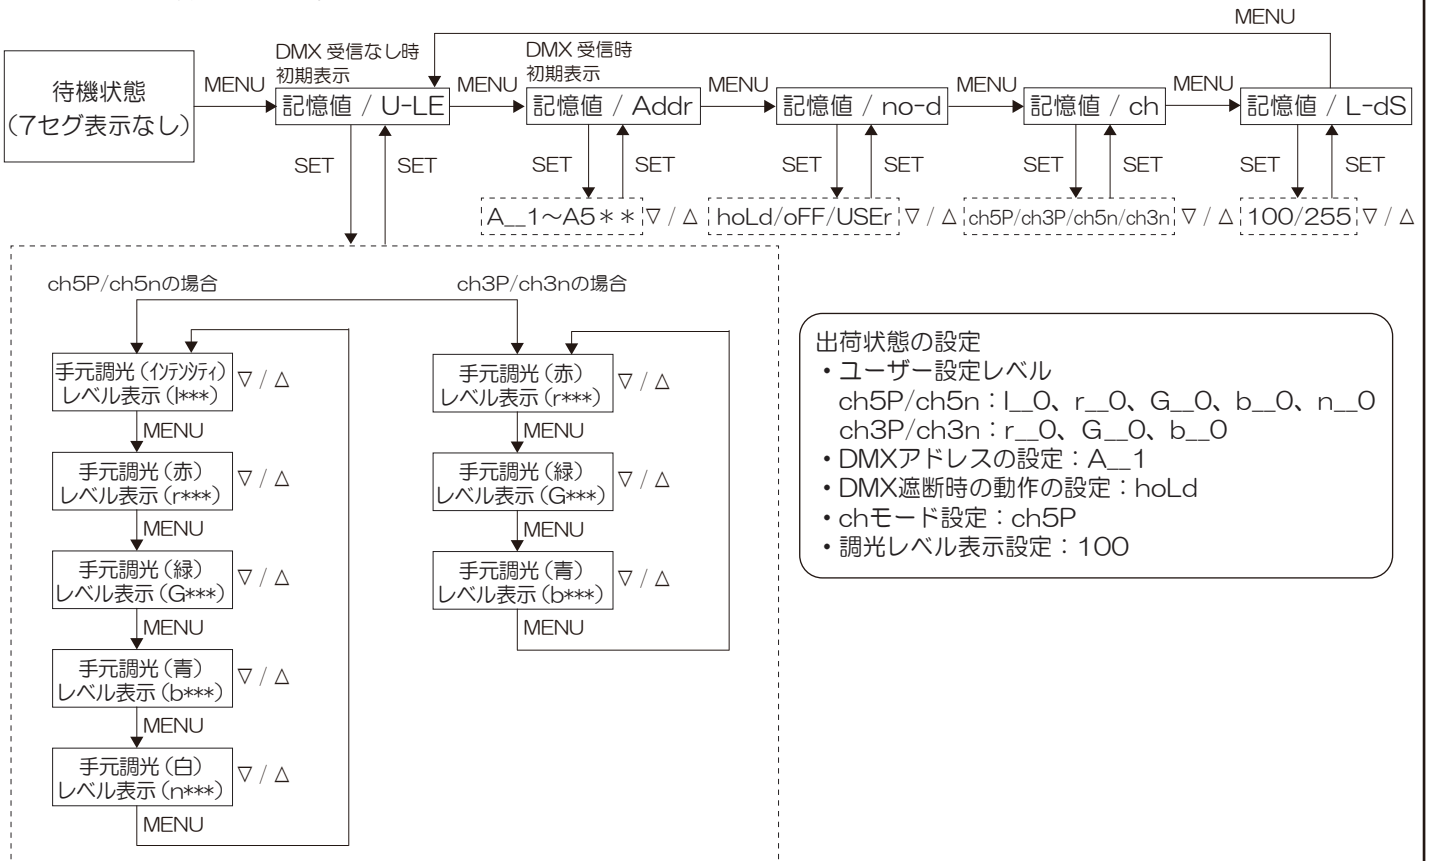 MENU
DMX 受信なし時
初期表示
DMX 受信時
初期表示
待機状態
(7セグ表示なし)
MENU
記憶値 / U-LE
MENU
記憶値 / Addr
MENU
記憶値 / no-d
MENU
記憶値 / ch
MENU
記憶値 / L-dS
SET
SET
SET
SET
SET
SET
SET
SET
SET
SET
A__1～A5＊＊ ▽ / △
hoLd/oFF/USEr ▽ / △
ch5P/ch3P/ch5n/ch3n ▽ / △
100/255 ▽ / △
ch5P/ch5nの場合
手元調光(インテンシティ)
レベル表示(I***)
▽ / △
MENU
手元調光(赤)
レベル表示(r***)
▽ / △
MENU
手元調光(緑)
レベル表示(G***)
▽ / △
MENU
手元調光(青)
レベル表示(b***)
▽ / △
MENU
手元調光(白)
レベル表示(n***)
▽ / △
MENU
ch3P/ch3nの場合
手元調光(赤)
レベル表示(r***)
▽ / △
MENU
手元調光(緑)
レベル表示(G***)
▽ / △
MENU
手元調光(青)
レベル表示(b***)
▽ / △
MENU
出荷状態の設定
・ユーザー設定レベル
ch5P/ch5n：I__0、r__0、G__0、b__0、n__0
ch3P/ch3n：r__0、G__0、b__0
・DMXアドレスの設定：A__1
・DMX遮断時の動作の設定：hoLd
・chモード設定：ch5P
・調光レベル表示設定：100